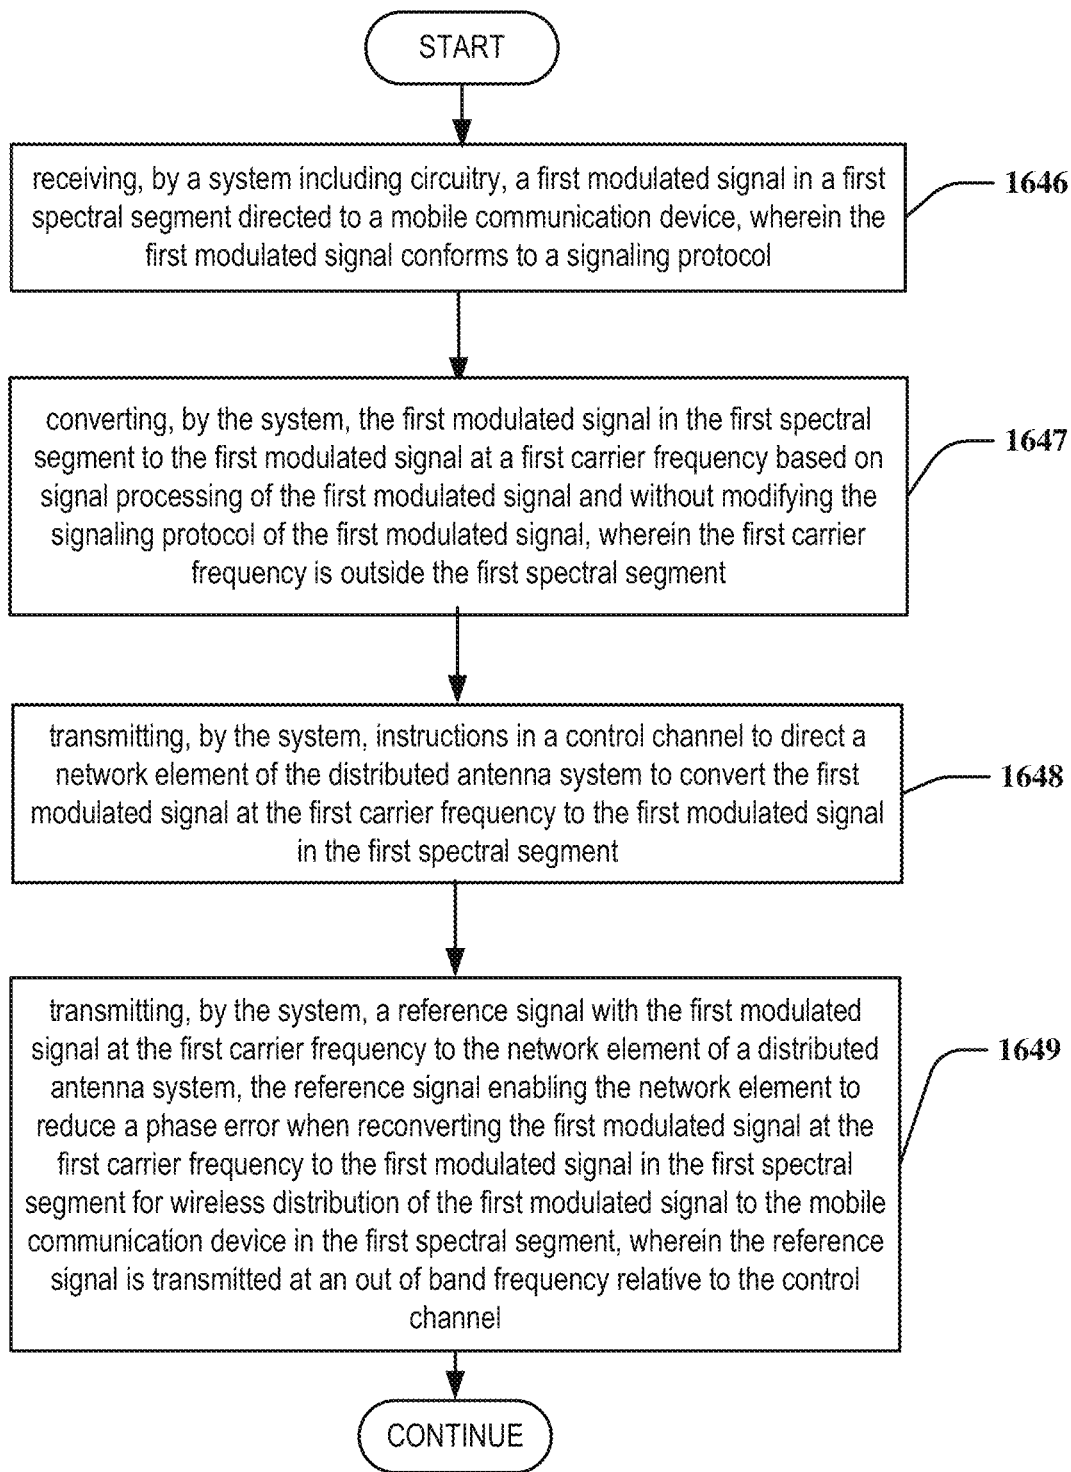 START
receiving, by a system including circuitry, a first modulated signal in a first
spectral segment directed to a mobile communication device, wherein the
first modulated signal conforms to a signaling protocol
1646
converting, by the system, the first modulated signal in the first spectral
segment to the first modulated signal at a first carrier frequency based on
signal processing of the first modulated signal and without modifying the
signaling protocol of the first modulated signal, wherein the first carrier
frequency is outside the first spectral segment
1647
transmitting, by the system, instructions in a control channel to direct a
network element of the distributed antenna system to convert the first
modulated signal at the first carrier frequency to the first modulated signal
in the first spectral segment
1648
transmitting, by the system, a reference signal with the first modulated
signal at the first carrier frequency to the network element of a distributed
antenna system, the reference signal enabling the network element to
reduce a phase error when reconverting the first modulated signal at the
first carrier frequency to the first modulated signal in the first spectral
segment for wireless distribution of the first modulated signal to the mobile
communication device in the first spectral segment, wherein the reference
signal is transmitted at an out of band frequency relative to the control
channel
1649
CONTINUE